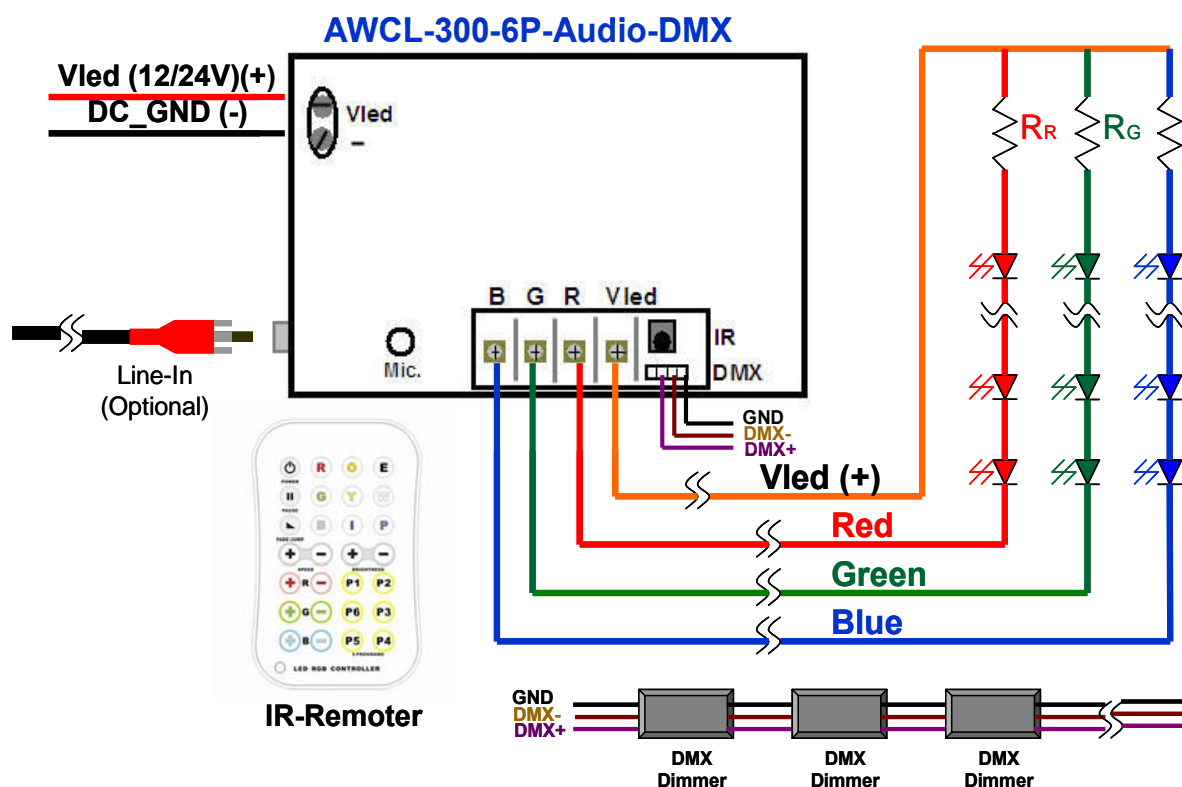 AWCL-300-6P-Audio-DMX
Vled (12/24V)(+)
DC_GND (-)
Vled
–
RR
RG
B G R Vled
IR
DMX
Mic.
Line-In
(Optional)
GND
DMX-
DMX+
Vled (+)
Red
Green
Blue
R O E
POWER
G Y W
PAUSE
B I P
FADE/JUMP
+ − + −
SPEED BRIGHTNESS
+ R − P1 P2
+ G − P6 P3
+ B − P5 P4
LED RGB CONTROLLER
IR-Remoter
GND
DMX-
DMX+
DMX
Dimmer
DMX
Dimmer
DMX
Dimmer